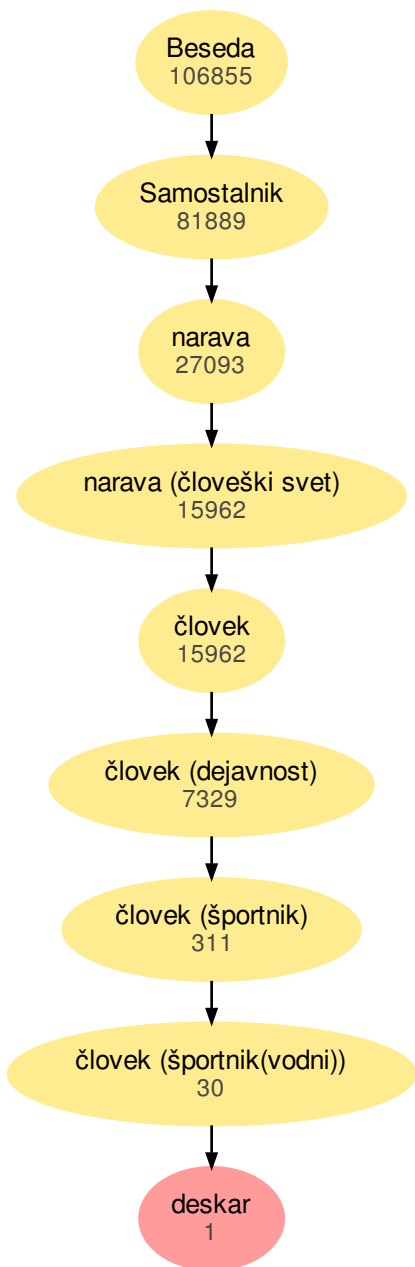 Beseda
106855
Samostalnik
81889
narava
27093
narava (človeški svet)
15962
človek
15962
človek (dejavnost)
7329
človek (športnik)
311
človek (športnik(vodni))
30
deskar
1